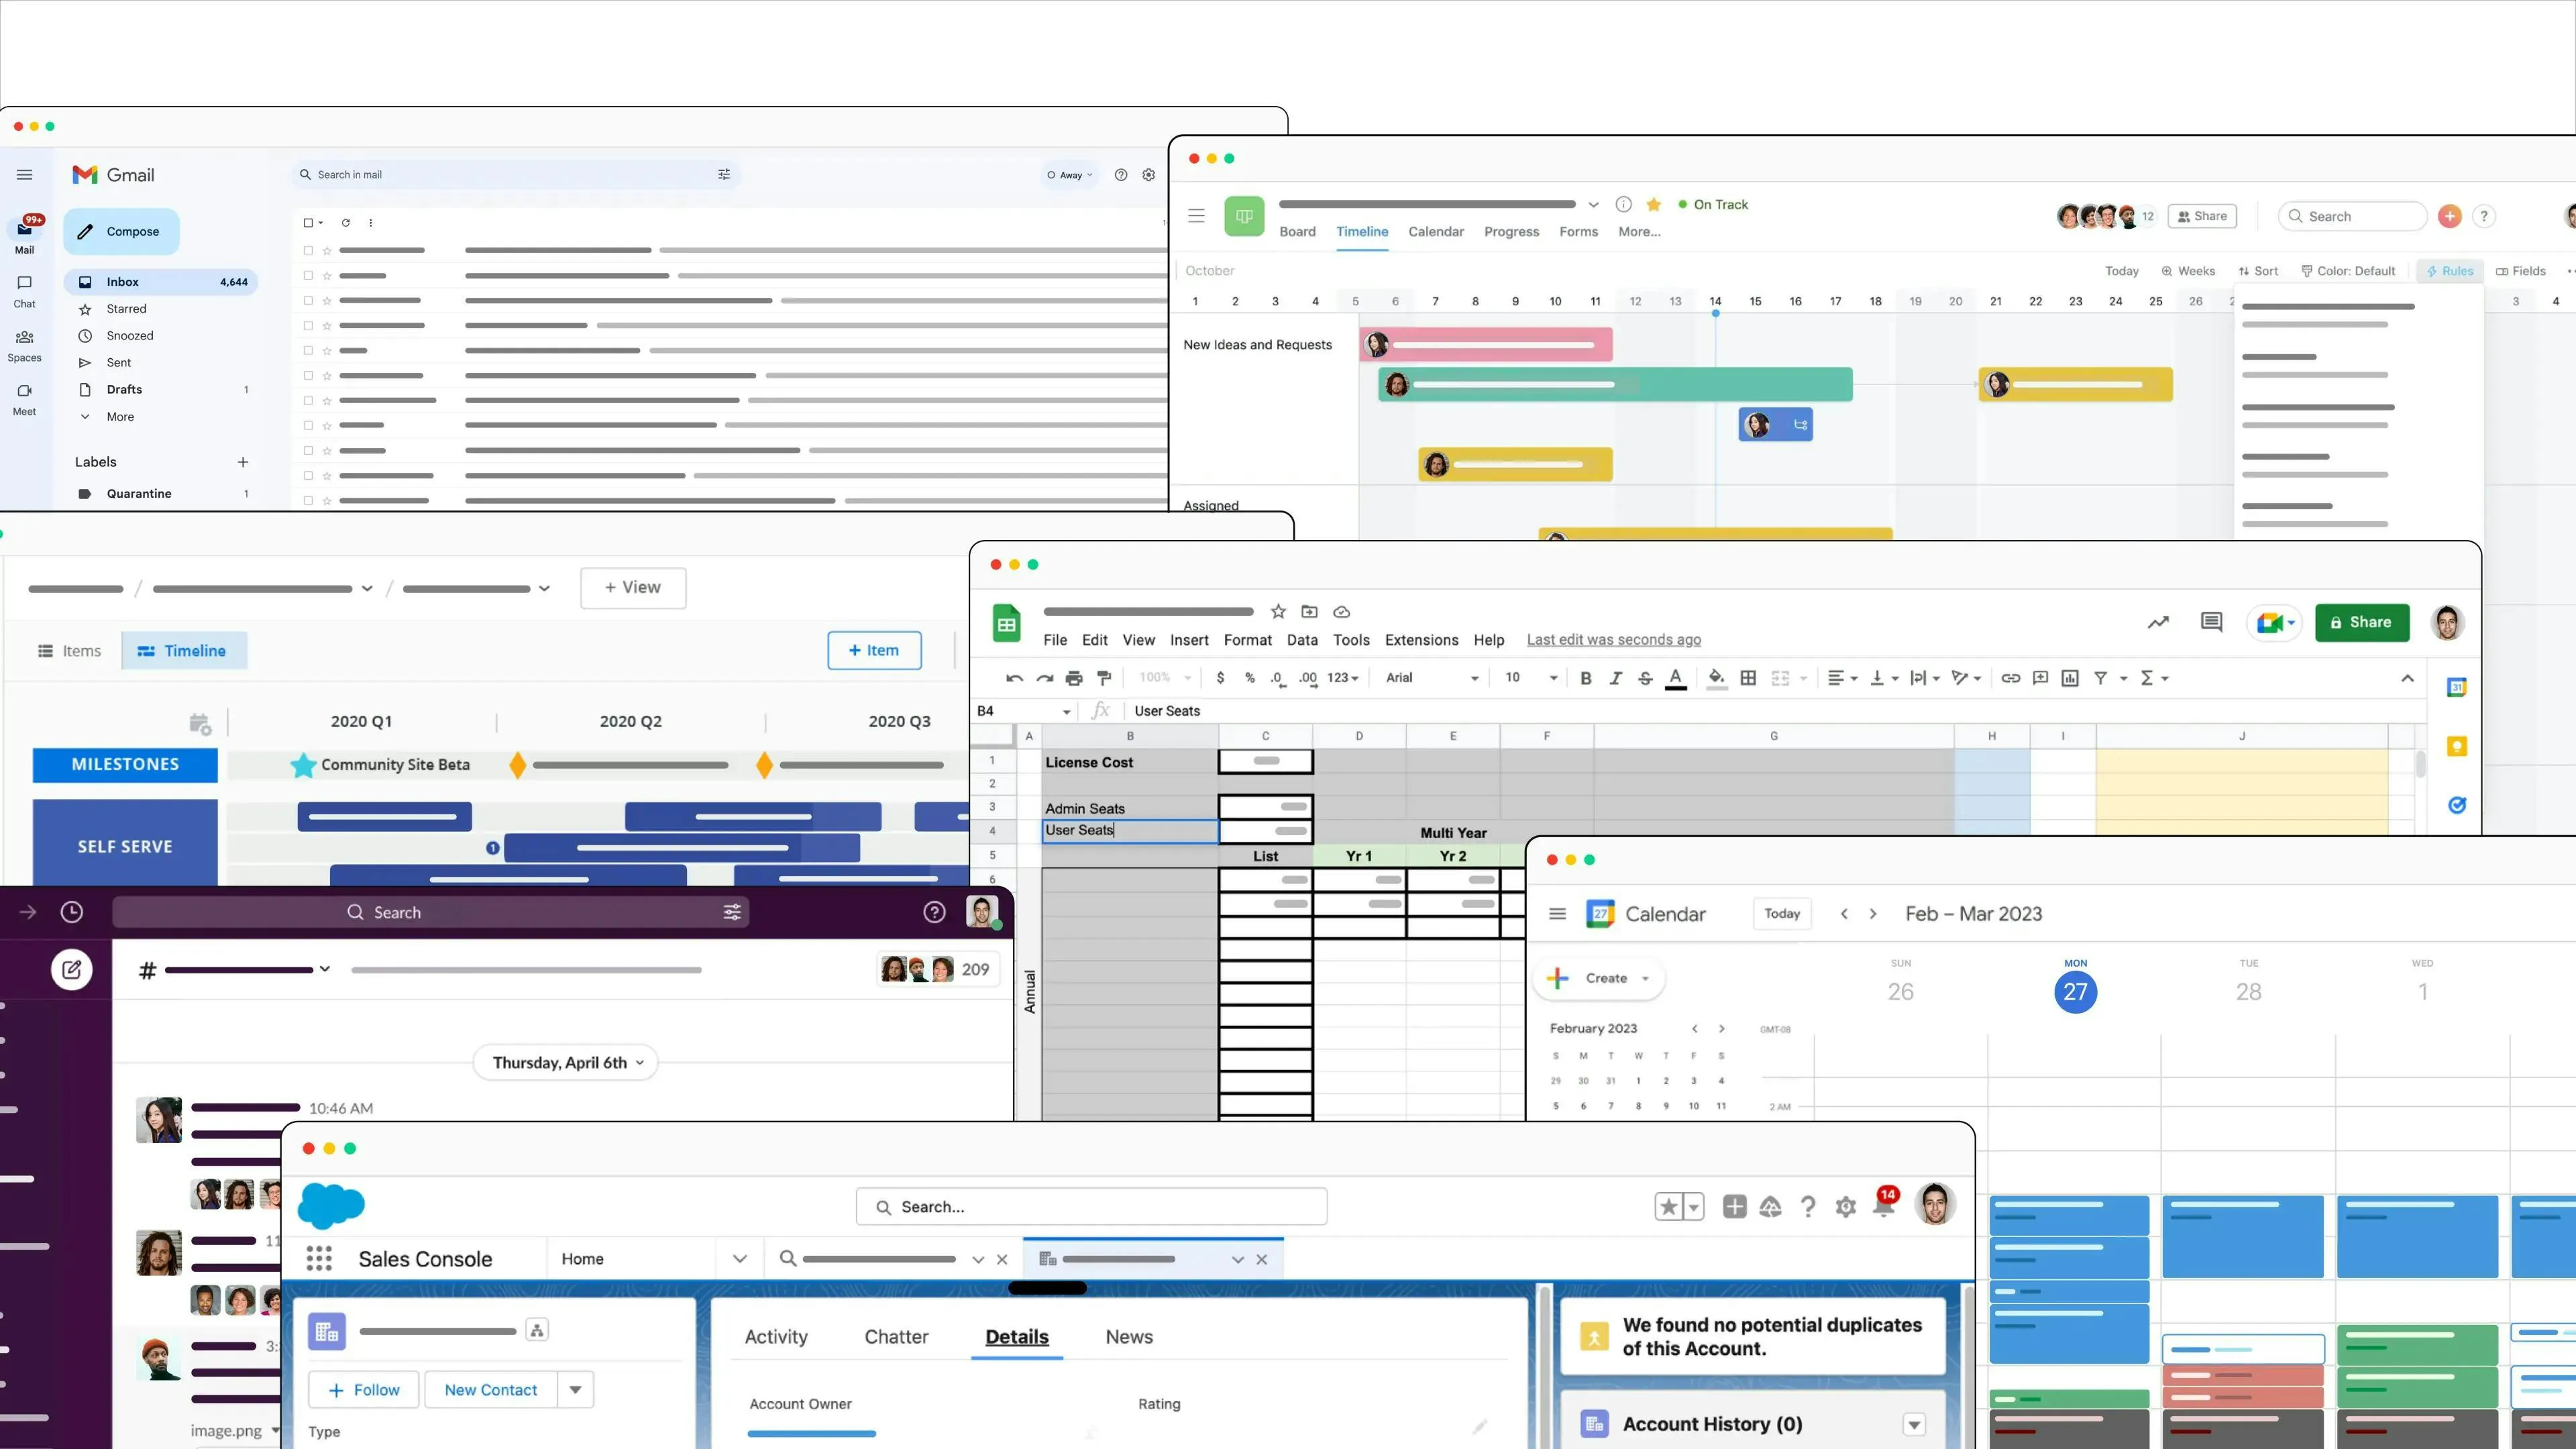 Gmail
Search in mail
Away
99+
Mail
Compose
Inbox 4,644
Chat
Starred
Snoozed
Spaces
Sent
Drafts 1
Meet
More
Labels
Quarantine 1
On Track
12
Share
Search
Board Timeline Calendar Progress Forms More...
October
Today Weeks Sort Color: Default Rules Fields
1 2 3 4 5 6 7 8 9 10 11 12 13 14 15 16 17 18 19 20 21 22 23 24 25 26 3 4
New Ideas and Requests
Assigned
+ View
Items Timeline
+ Item
2020 Q1 2020 Q2 2020 Q3
MILESTONES
Community Site Beta
SELF SERVE
1
File Edit View Insert Format Data Tools Extensions Help Last edit was seconds ago
Share
100% $ % .0 .00 123 Arial 10 B I S A
31
B4 fx User Seats
A B C D E F G H I J
1 License Cost
2
3 Admin Seats
4 User Seats Multi Year
5 List Yr 1 Yr 2
6
Annual
Search
# 209
Thursday, April 6th
10:46 AM
11
3:
image.png
27 Calendar Today Feb – Mar 2023
Create
SUN MON TUE WED
26 27 28 1
February 2023
GMT-08
S M T W T F S
29 30 31 1 2 3 4
5 6 7 8 9 10 11
2 AM
Search...
14
Sales Console Home
Follow New Contact
Type
Activity Chatter Details News
Account Owner Rating
We found no potential duplicates
of this Account.
Account History (0)